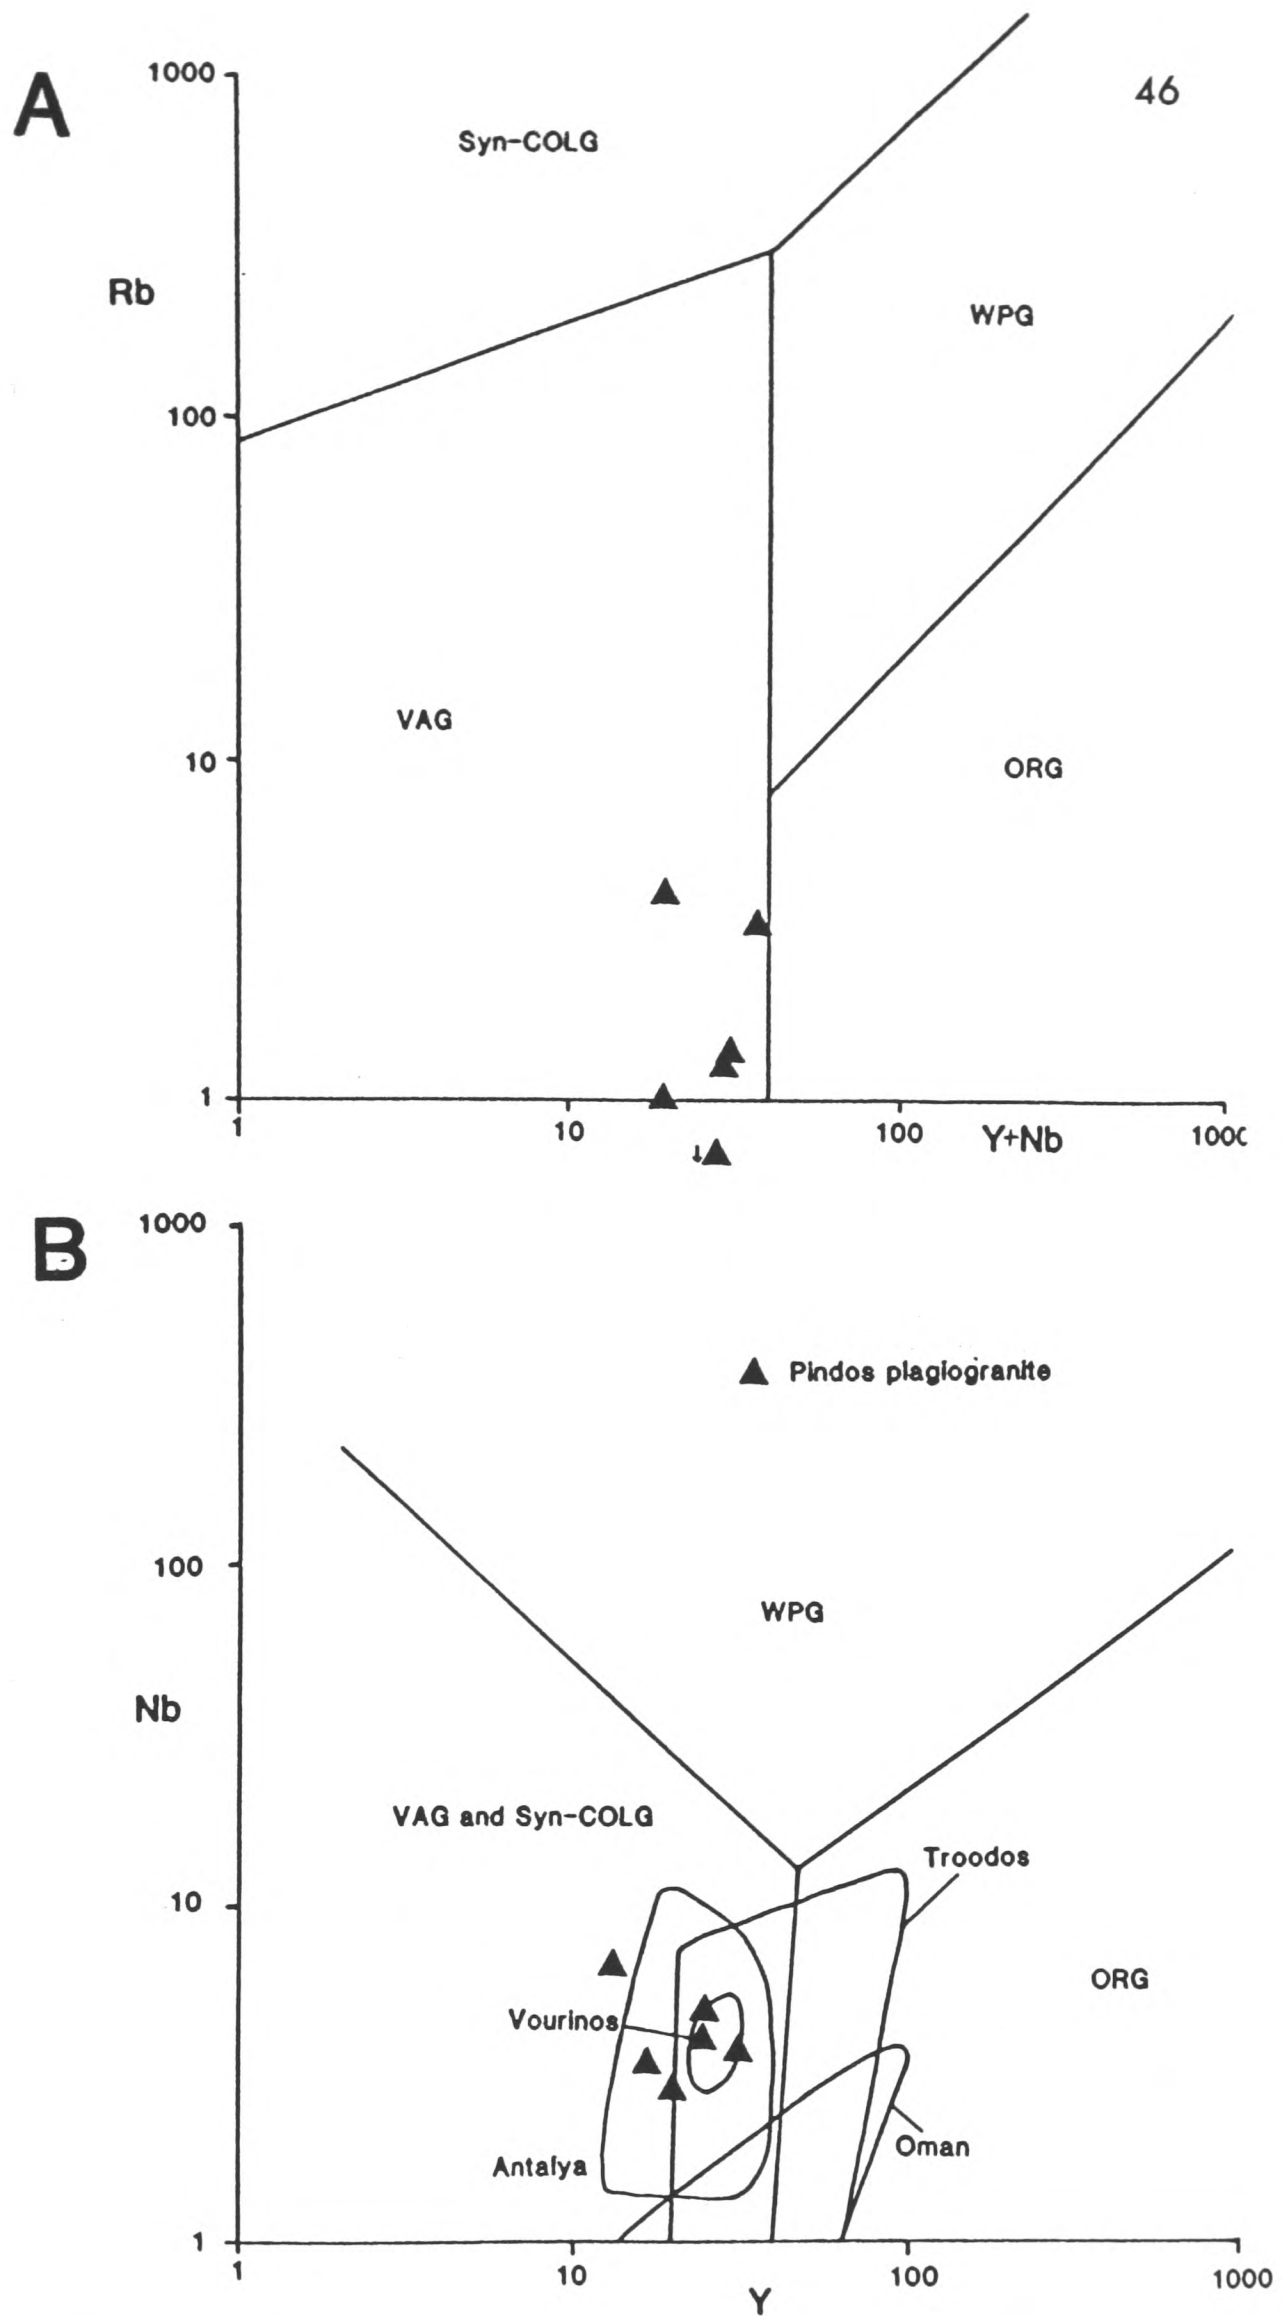 A
1000
46
Syn-COLG
Rb
WPG
100
VAG
10
ORG
1
1
10
100
Y+Nb
1000
B
1000
Pindos plagiogranite
100
WPG
Nb
VAG and Syn-COLG
Troodos
10
ORG
Vourinos
Oman
Antalya
1
1
10
Y
100
1000